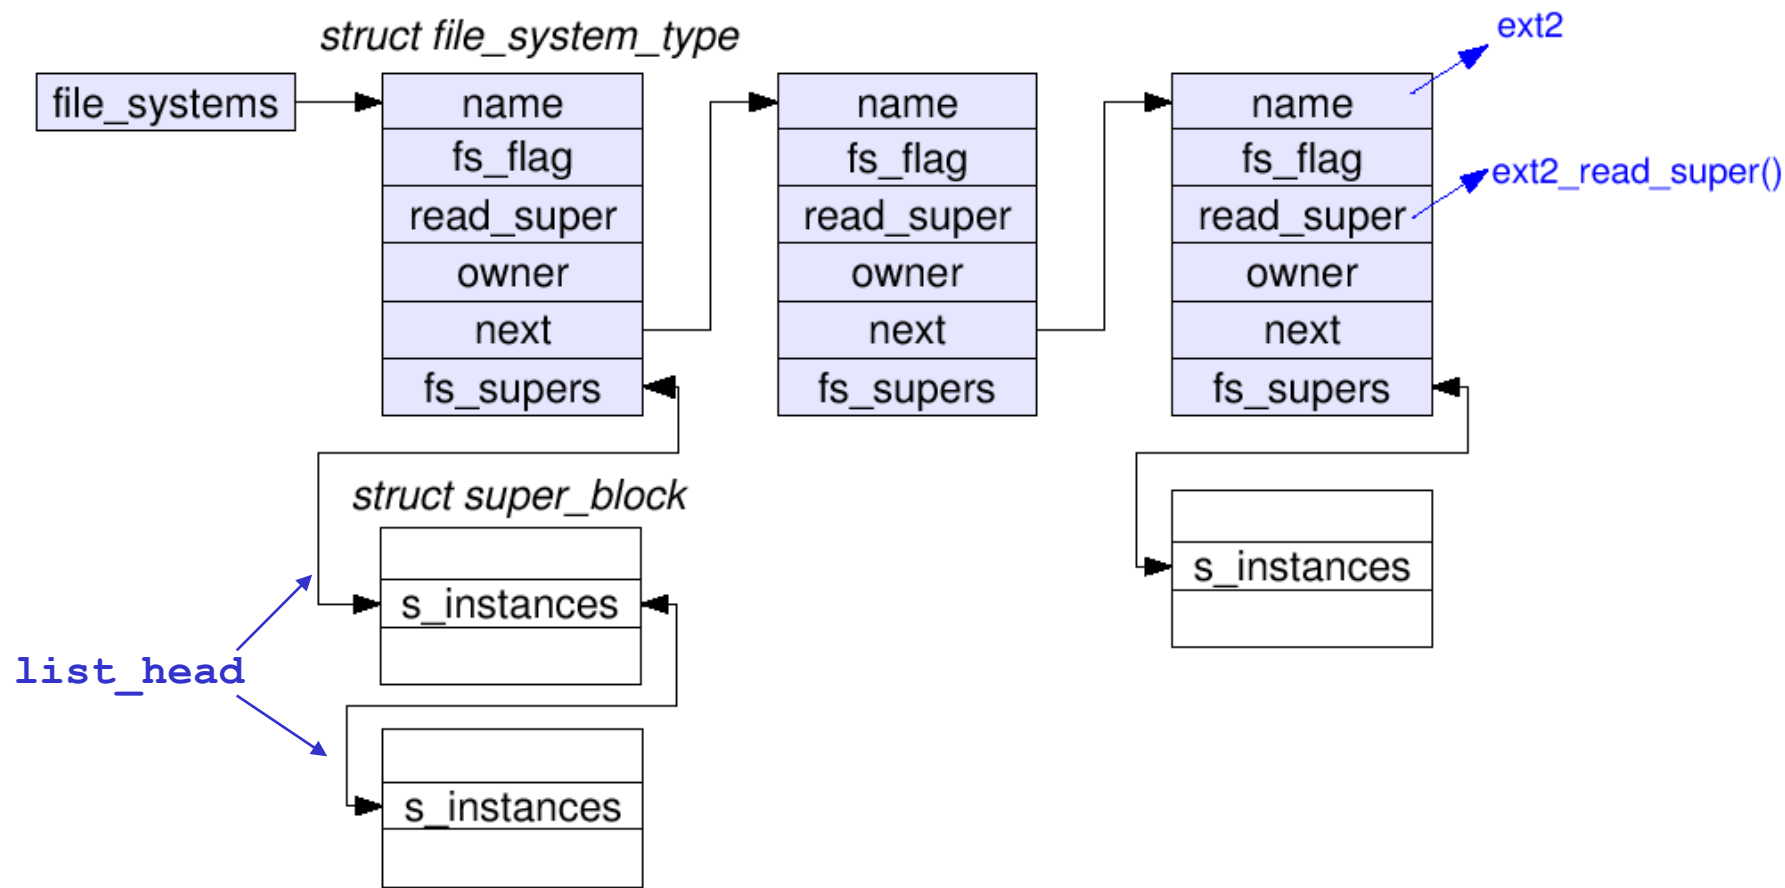 struct file_system_type
ext2
file_systems
name
fs_flag
read_super
owner
next
fs_supers
name
fs_flag
read_super
owner
next
fs_supers
name
fs_flag
read_super
owner
next
fs_supers
ext2_read_super()
struct super_block
s_instances
s_instances
list_head
s_instances